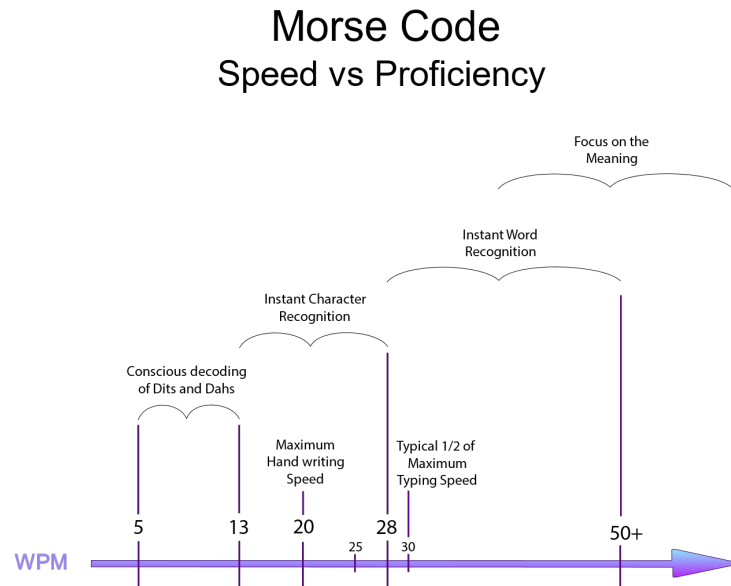 Morse Code
Speed vs Proficiency
Focus on the
Meaning
Instant Word
Recognition
Instant Character
Recognition
Conscious decoding
of Dits and Dahs
Maximum
Hand writing
Speed
Typical 1/2 of
Maximum
Typing Speed
5
13
20
25
28
30
50+
WPM